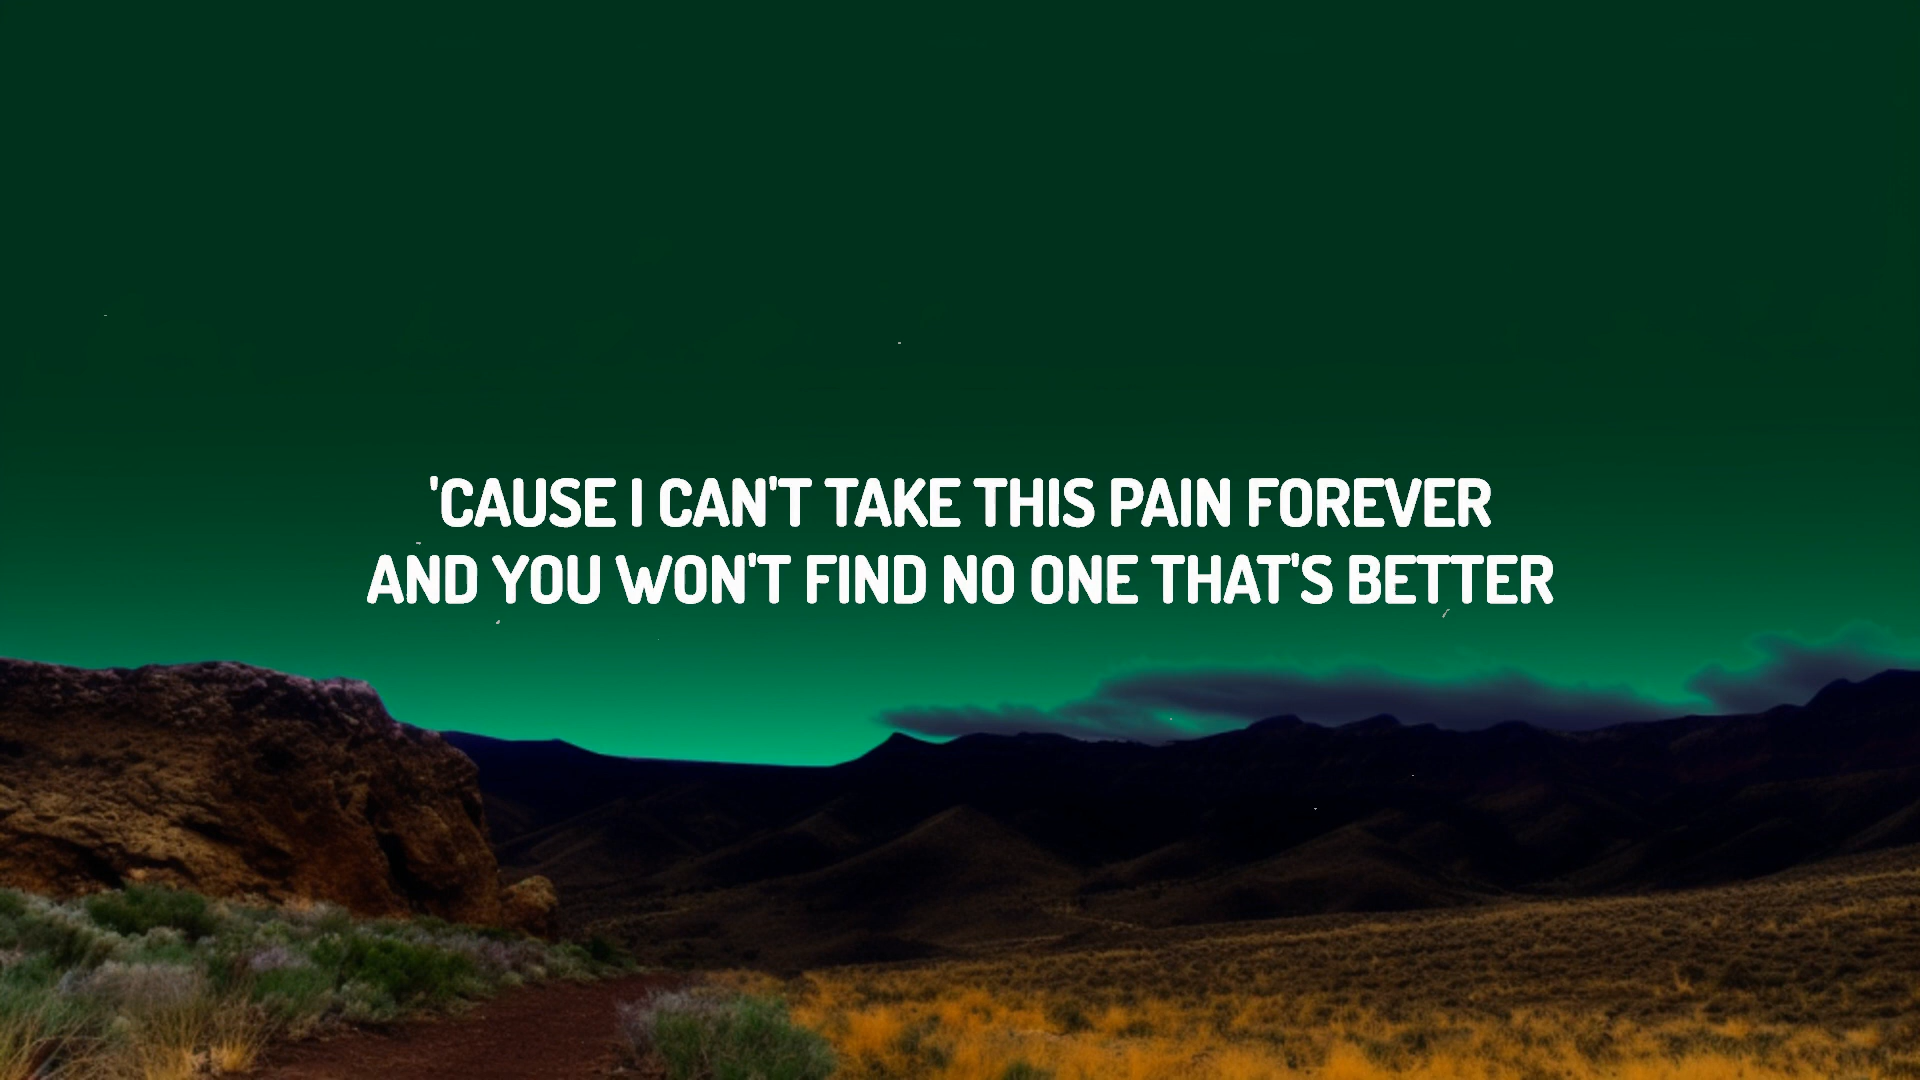 'CAUSE I CAN'T TAKE THIS PAIN FOREVER
AND YOU WON'T FIND NO ONE THAT'S BETTER